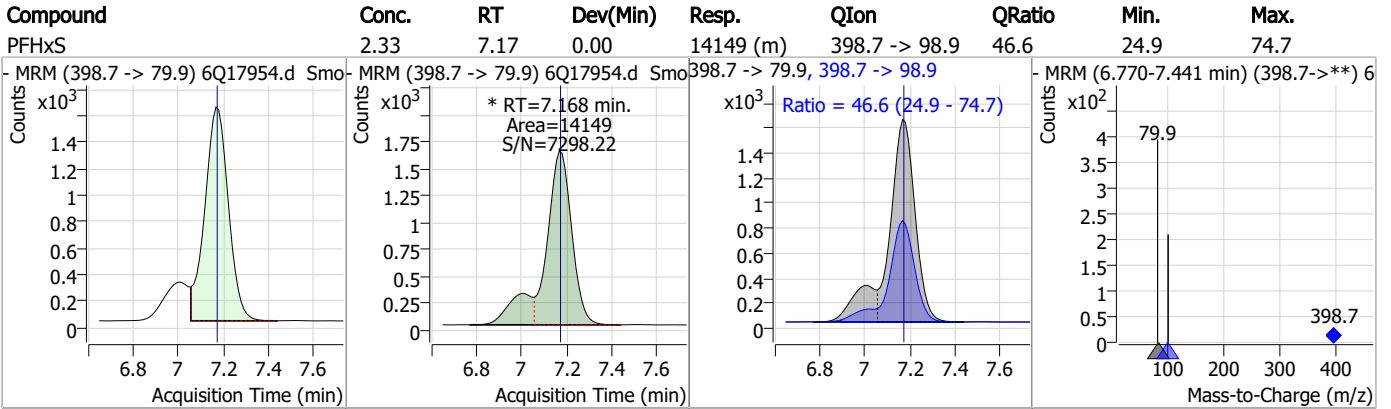 Compound Conc. RT Dev(Min) Resp. QIon QRatio Min. Max.
PFHxS 2.33 7.17 0.00 14149 (m) 398.7 -> 98.9 46.6 24.9 74.7
- MRM (398.7 -> 79.9) 6Q17954.d Smo
Counts
x10³
1.4
1.2
1
0.8
0.6
0.4
0.2
0
6.8 7 7.2 7.4 7.6
Acquisition Time (min)
- MRM (398.7 -> 79.9) 6Q17954.d Smo
Counts
x10³
* RT=7.168 min.
Area=14149
S/N=7298.22
1.75
1.5
1.25
1
0.75
0.5
0.25
0
6.8 7 7.2 7.4 7.6
Acquisition Time (min)
398.7 -> 79.9, 398.7 -> 98.9
Counts
x10³
Ratio = 46.6 (24.9 - 74.7)
1.4
1.2
1
0.8
0.6
0.4
0.2
0
6.8 7 7.2 7.4 7.6
Acquisition Time (min)
- MRM (6.770-7.441 min) (398.7->**) 6
Counts
x10²
79.9
4
3.5
3
2.5
2
1.5
1
0.5
0
398.7
100 200 300 400
Mass-to-Charge (m/z)